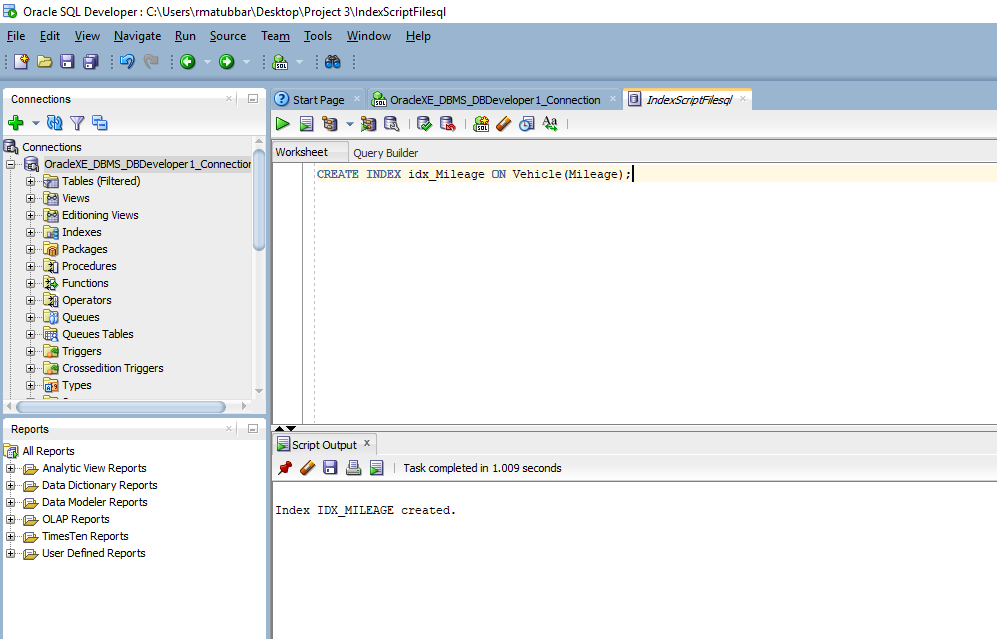 Oracle SQL Developer : C:\Users\rmatubbar\Desktop\Project 3\IndexScriptFilesql
File Edit View Navigate Run Source Team Tools Window Help
Connections
Connections
OracleXE_DBMS_DBDeveloper1_Connection
Tables (Filtered)
Views
Editioning Views
Indexes
Packages
Procedures
Functions
Operators
Queues
Queues Tables
Triggers
Crossedition Triggers
Types
Reports
All Reports
Analytic View Reports
Data Dictionary Reports
Data Modeler Reports
OLAP Reports
TimesTen Reports
User Defined Reports
Start Page OracleXE_DBMS_DBDeveloper1_Connection IndexScriptFilesql
Aa
Worksheet Query Builder
CREATE INDEX idx_Mileage ON Vehicle(Mileage);
Script Output
Task completed in 1.009 seconds
Index IDX_MILEAGE created.